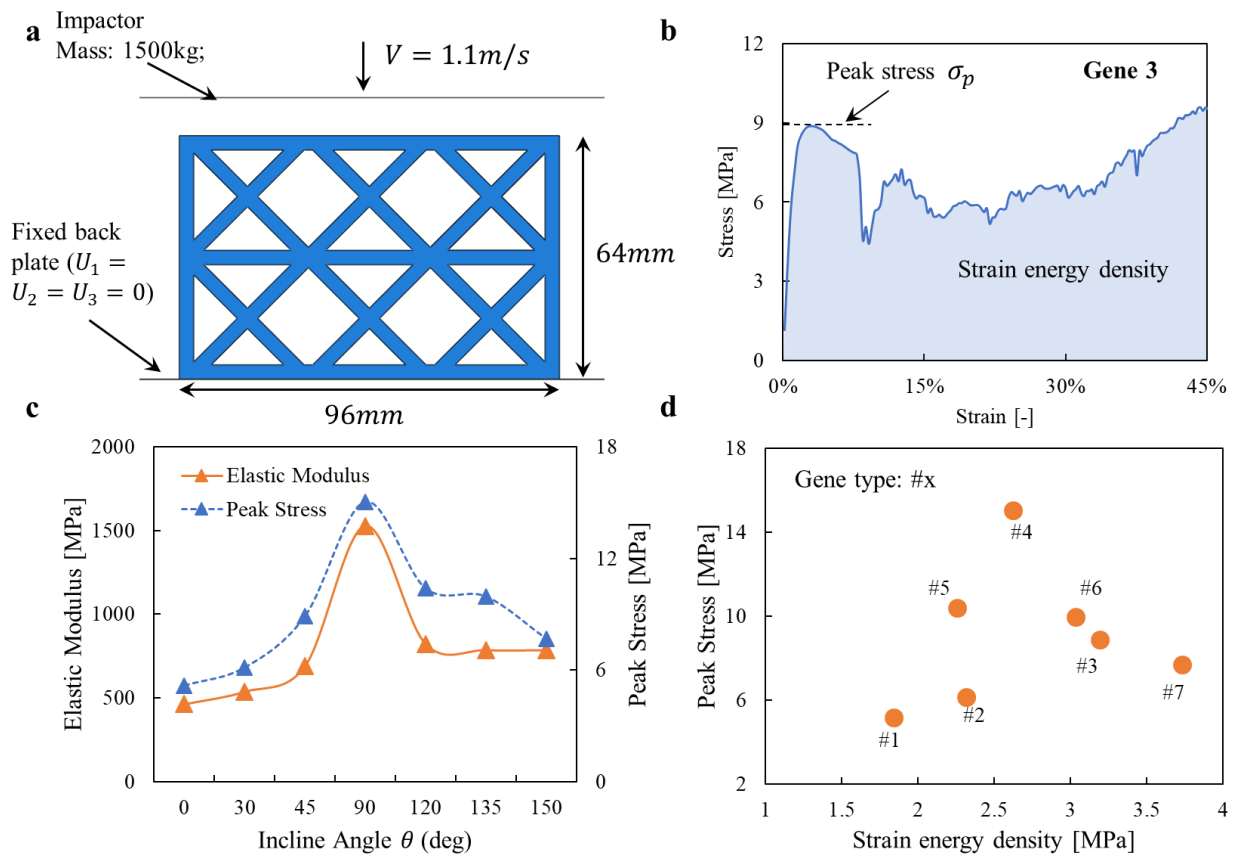 a
Impactor
Mass: 1500kg;
V = 1.1m/s
Fixed back
plate (U₁ =
U₂ = U₃ = 0)
64mm
96mm
b
Stress [MPa]
12
9
6
3
0
Peak stress σₚ
Gene 3
Strain energy density
0% 15% 30% 45%
Strain [-]
c
Elastic Modulus [MPa]
2000
1500
1000
500
0
Elastic Modulus
Peak Stress
18
12
6
0
Peak Stress [MPa]
0 30 45 90 120 135 150
Incline Angle θ (deg)
d
Peak Stress [MPa]
18
14
10
6
2
Gene type: #x
#4
#5
#6
#3
#7
#2
#1
1 1.5 2 2.5 3 3.5 4
Strain energy density [MPa]